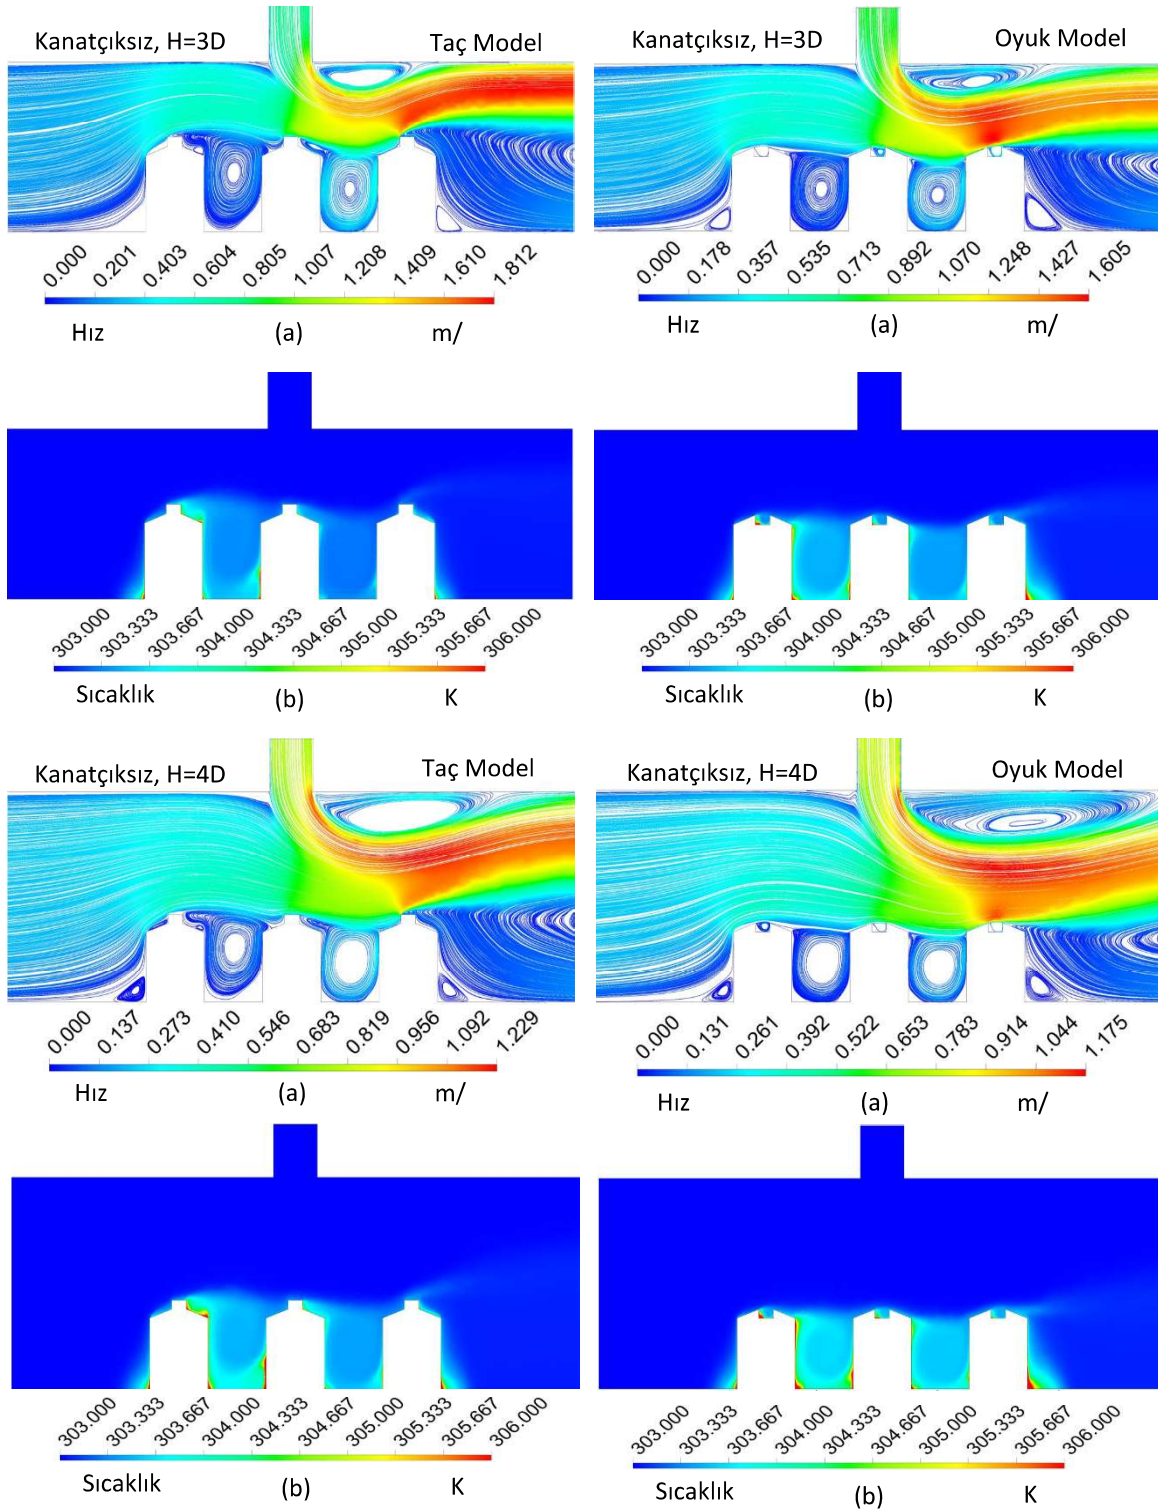 Kanatçıksız, H=3D Taç Model
0.000 0.201 0.403 0.604 0.805 1.007 1.208 1.409 1.610 1.812
Hız (a) m/
Kanatçıksız, H=3D Oyuk Model
0.000 0.178 0.357 0.535 0.713 0.892 1.070 1.248 1.427 1.605
Hız (a) m/
303.000 303.333 303.667 304.000 304.333 304.667 305.000 305.333 305.667 306.000
Sıcaklık (b) K
303.000 303.333 303.667 304.000 304.333 304.667 305.000 305.333 305.667 306.000
Sıcaklık (b) K
Kanatçıksız, H=4D Taç Model
0.000 0.137 0.273 0.410 0.546 0.683 0.819 0.956 1.092 1.229
Hız (a) m/
Kanatçıksız, H=4D Oyuk Model
0.000 0.131 0.261 0.392 0.522 0.653 0.783 0.914 1.044 1.175
Hız (a) m/
303.000 303.333 303.667 304.000 304.333 304.667 305.000 305.333 305.667 306.000
Sıcaklık (b) K
303.000 303.333 303.667 304.000 304.333 304.667 305.000 305.333 305.667 306.000
Sıcaklık (b) K